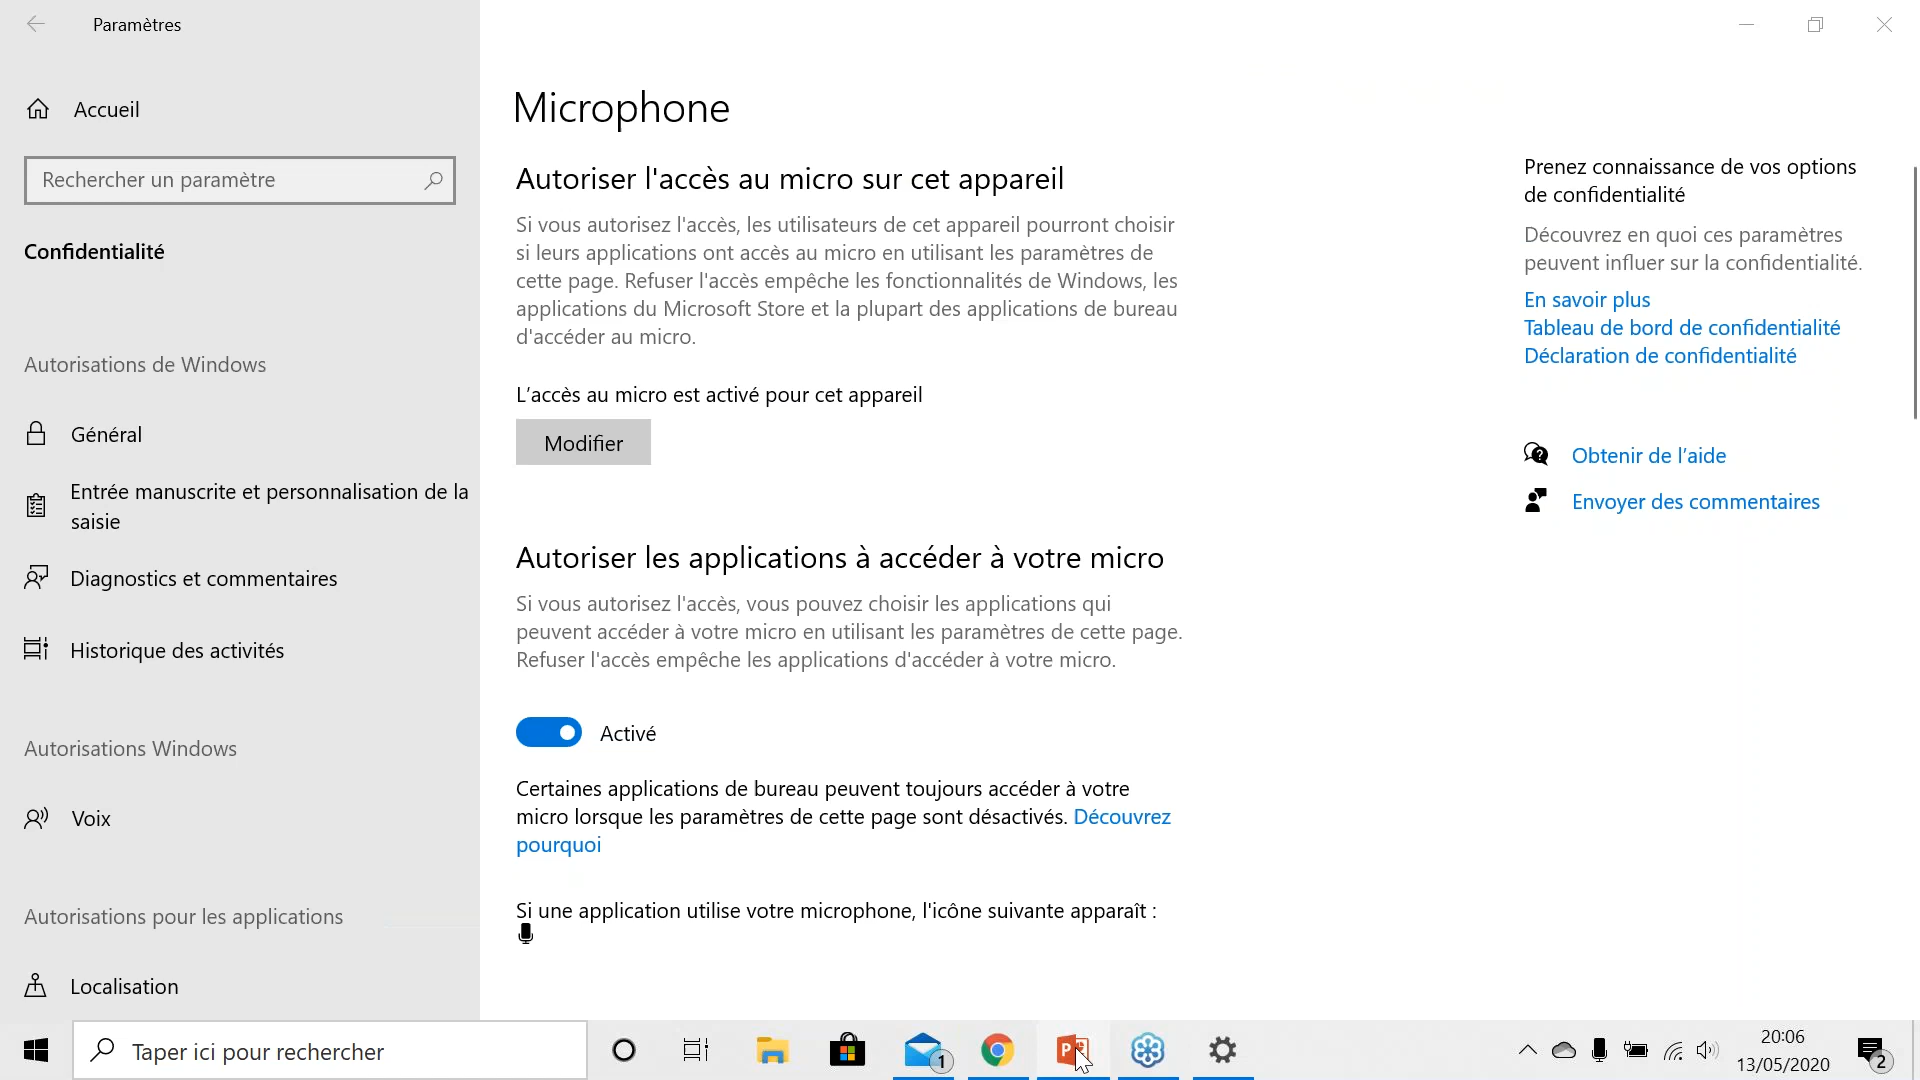 Paramètres
Accueil
Rechercher un paramètre
Confidentialité
Autorisations de Windows
Général
Entrée manuscrite et personnalisation de la
saisie
Diagnostics et commentaires
Historique des activités
Autorisations Windows
Voix
Autorisations pour les applications
Localisation
Microphone
Autoriser l'accès au micro sur cet appareil
Si vous autorisez l'accès, les utilisateurs de cet appareil pourront choisir
si leurs applications ont accès au micro en utilisant les paramètres de
cette page. Refuser l'accès empêche les fonctionnalités de Windows, les
applications du Microsoft Store et la plupart des applications de bureau
d'accéder au micro.
L’accès au micro est activé pour cet appareil
Modifier
Autoriser les applications à accéder à votre micro
Si vous autorisez l'accès, vous pouvez choisir les applications qui
peuvent accéder à votre micro en utilisant les paramètres de cette page.
Refuser l'accès empêche les applications d'accéder à votre micro.
Activé
Certaines applications de bureau peuvent toujours accéder à votre
micro lorsque les paramètres de cette page sont désactivés. Découvrez
pourquoi
Si une application utilise votre microphone, l'icône suivante apparaît :
Prenez connaissance de vos options
de confidentialité
Découvrez en quoi ces paramètres
peuvent influer sur la confidentialité.
En savoir plus
Tableau de bord de confidentialité
Déclaration de confidentialité
Obtenir de l’aide
Envoyer des commentaires
Taper ici pour rechercher
1
20:06
13/05/2020
2